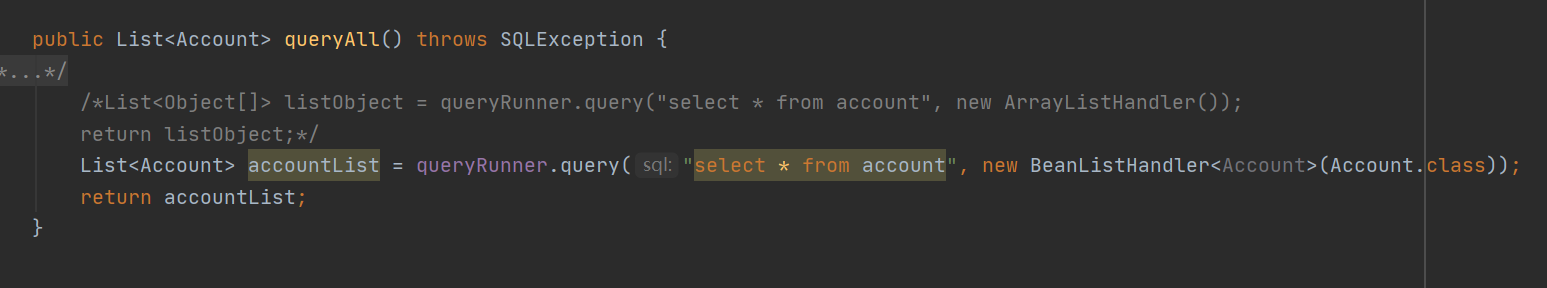 public List<Account> queryAll() throws SQLException {
*...*/
/*List<Object[]> listObject = queryRunner.query("select * from account", new ArrayListHandler());
return listObject;*/
List<Account> accountList = queryRunner.query( sql: "select * from account", new BeanListHandler<Account>(Account.class));
return accountList;
}